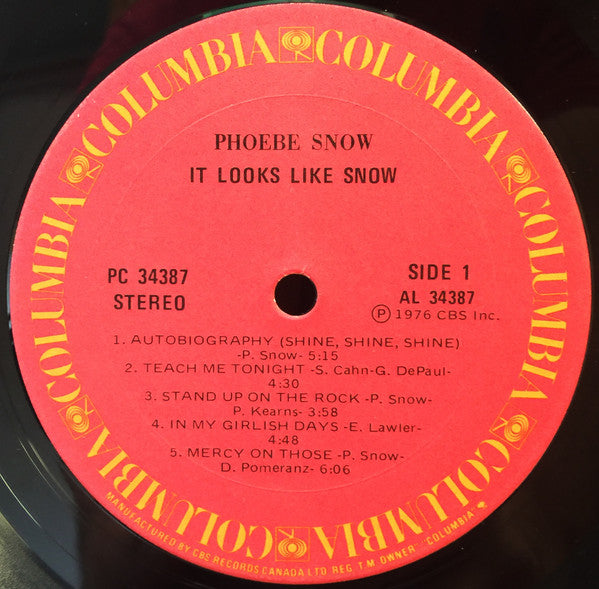 COLUMBIA COLUMBIA COLUMBIA COLUMBIA COLUMBIA COLUMBIA
PHOEBE SNOW
IT LOOKS LIKE SNOW
PC 34387
STEREO
SIDE 1
AL 34387
Ⓟ 1976 CBS Inc.
1. AUTOBIOGRAPHY (SHINE, SHINE, SHINE)
-P. Snow- 5:15
2. TEACH ME TONIGHT -S. Cahn-G. DePaul-
4:30
3. STAND UP ON THE ROCK -P. Snow-
P. Kearns- 3:58
4. IN MY GIRLISH DAYS -E. Lawler-
4:48
5. MERCY ON THOSE -P. Snow-
D. Pomeranz- 6:06
MANUFACTURED BY CBS RECORDS CANADA LTD REG. T.M. OWNER "COLUMBIA"